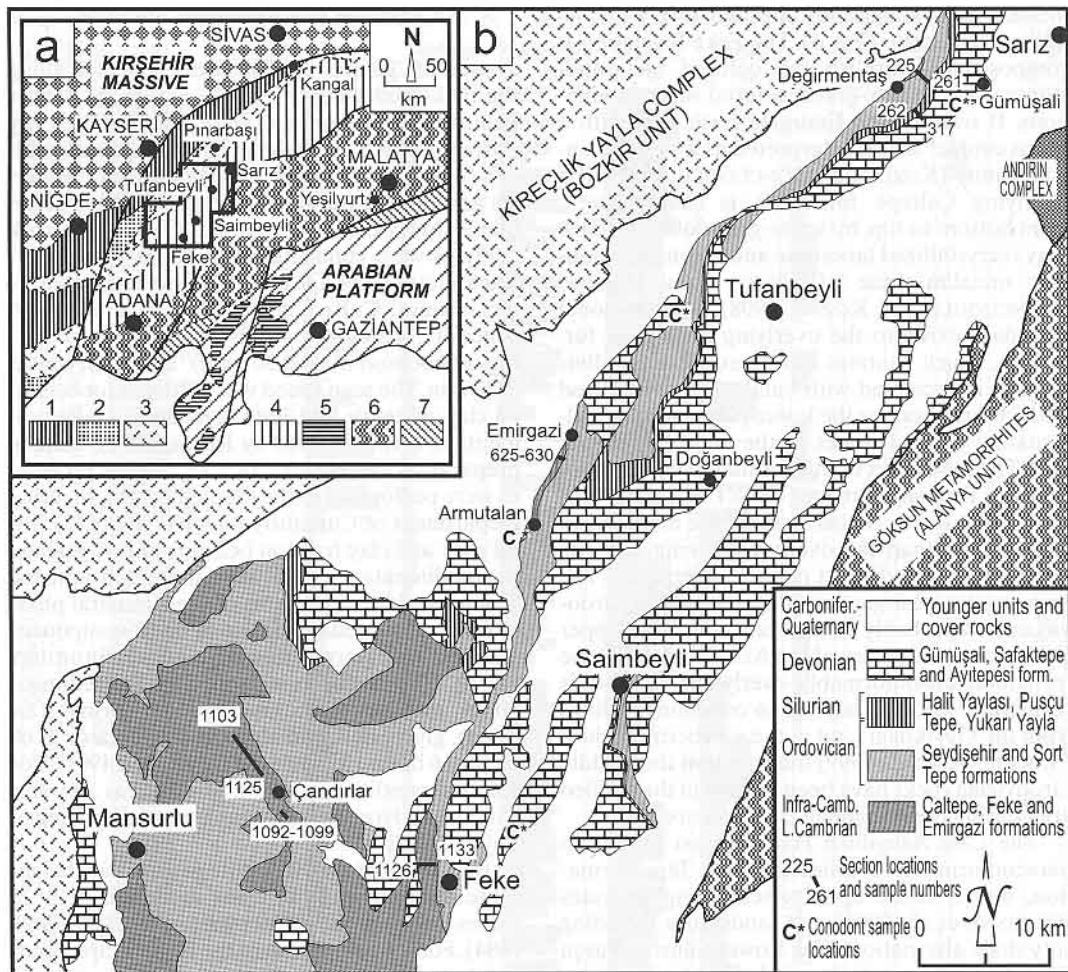 a
SİVAS
KIRŞEHİR
MASSIVE
N
0 50
km
Kangal
KAYSERİ
Pınarbaşı
MALATYA
Tufanbeyli
Sarız
Yeşilyurt
NİĞDE
Saimbeyli
Feke
ADANA
ARABIAN
PLATFORM
GAZİANTEP
1 2 3 4 5 6 7
b
Sarız
225
Değirmentaş
261
C*
Gümüşali
262
317
KİREÇLİK YAYLA COMPLEX
(BOZKIR UNIT)
ANDIRIN
COMPLEX
Tufanbeyli
C*
Emirgazi
625-630
Doğanbeyli
GÖKSUN METAMORPHITES
(ALANYA UNIT)
Armutalan
C*
Saimbeyli
1103
1125
Çandırlar
Mansurlu
1092-1099
C*
1133
1126
Feke
Carbonifer.-
Quaternary
Younger units and
cover rocks
Devonian
Gümüşali, Şafaktepe
and Ayıtepesi form.
Silurian
Halit Yaylası, Pusçu
Tepe, Yukarı Yayla
Ordovician
Seydişehir and Sort
Tepe formations
Infra-Camb.
L.Cambrian
Caltepe, Feke and
Emirgazi formations
225
261
Section locations
and sample numbers
C* Conodont sample
locations
N
0 10 km